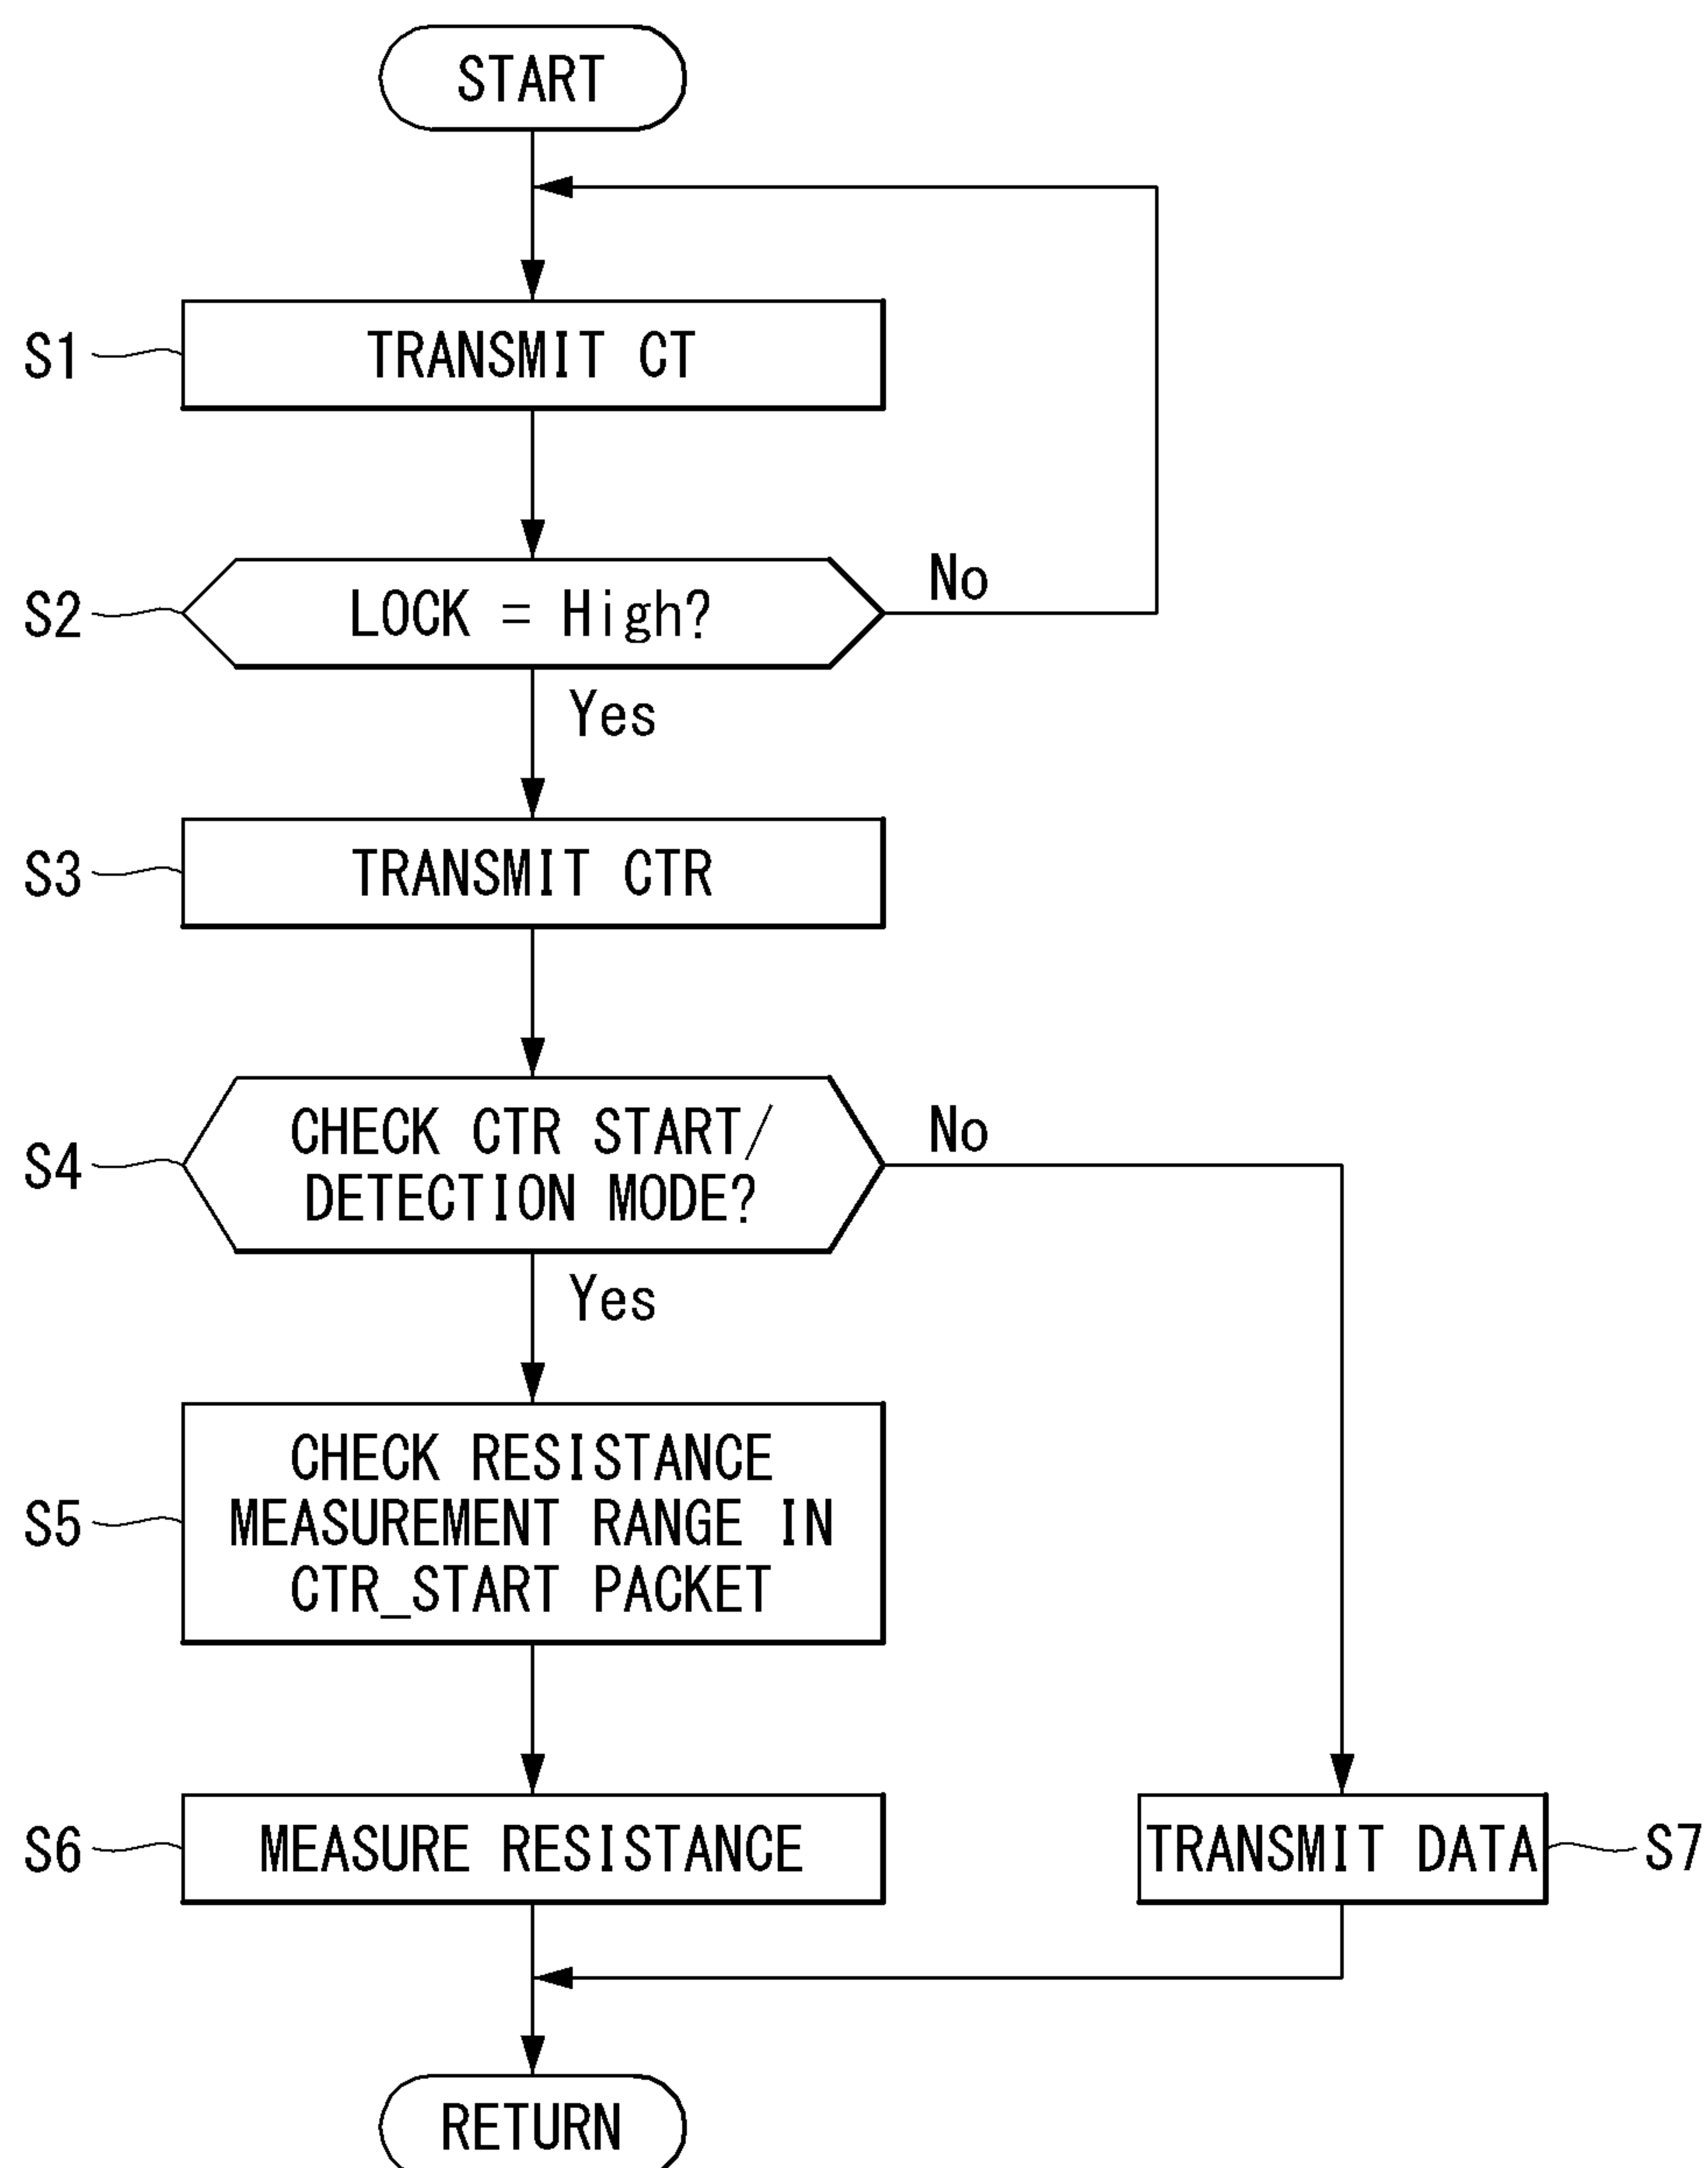 START
S1
TRANSMIT CT
S2
LOCK = High?
No
Yes
S3
TRANSMIT CTR
S4
CHECK CTR START/
DETECTION MODE?
No
Yes
S5
CHECK RESISTANCE
MEASUREMENT RANGE IN
CTR_START PACKET
S6
MEASURE RESISTANCE
TRANSMIT DATA
S7
RETURN